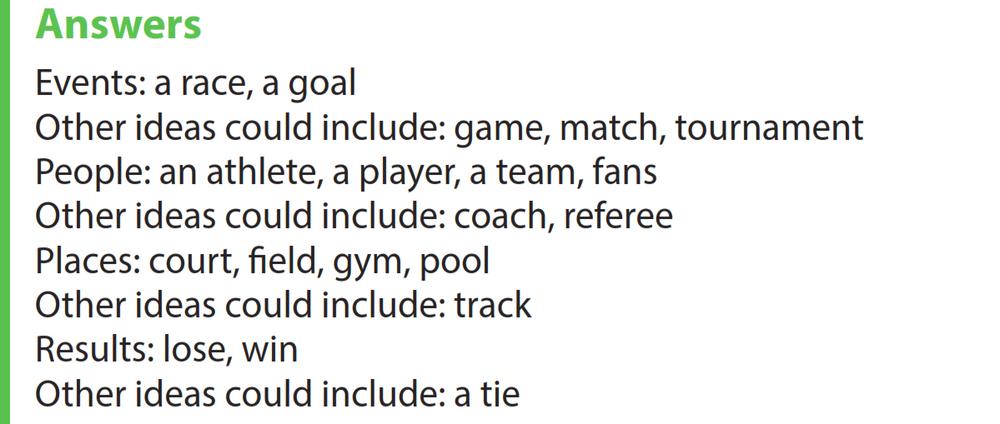 Answers
Events: a race, a goal
Other ideas could include: game, match, tournament
People: an athlete, a player, a team, fans
Other ideas could include: coach, referee
Places: court, field, gym, pool
Other ideas could include: track
Results: lose, win
Other ideas could include: a tie